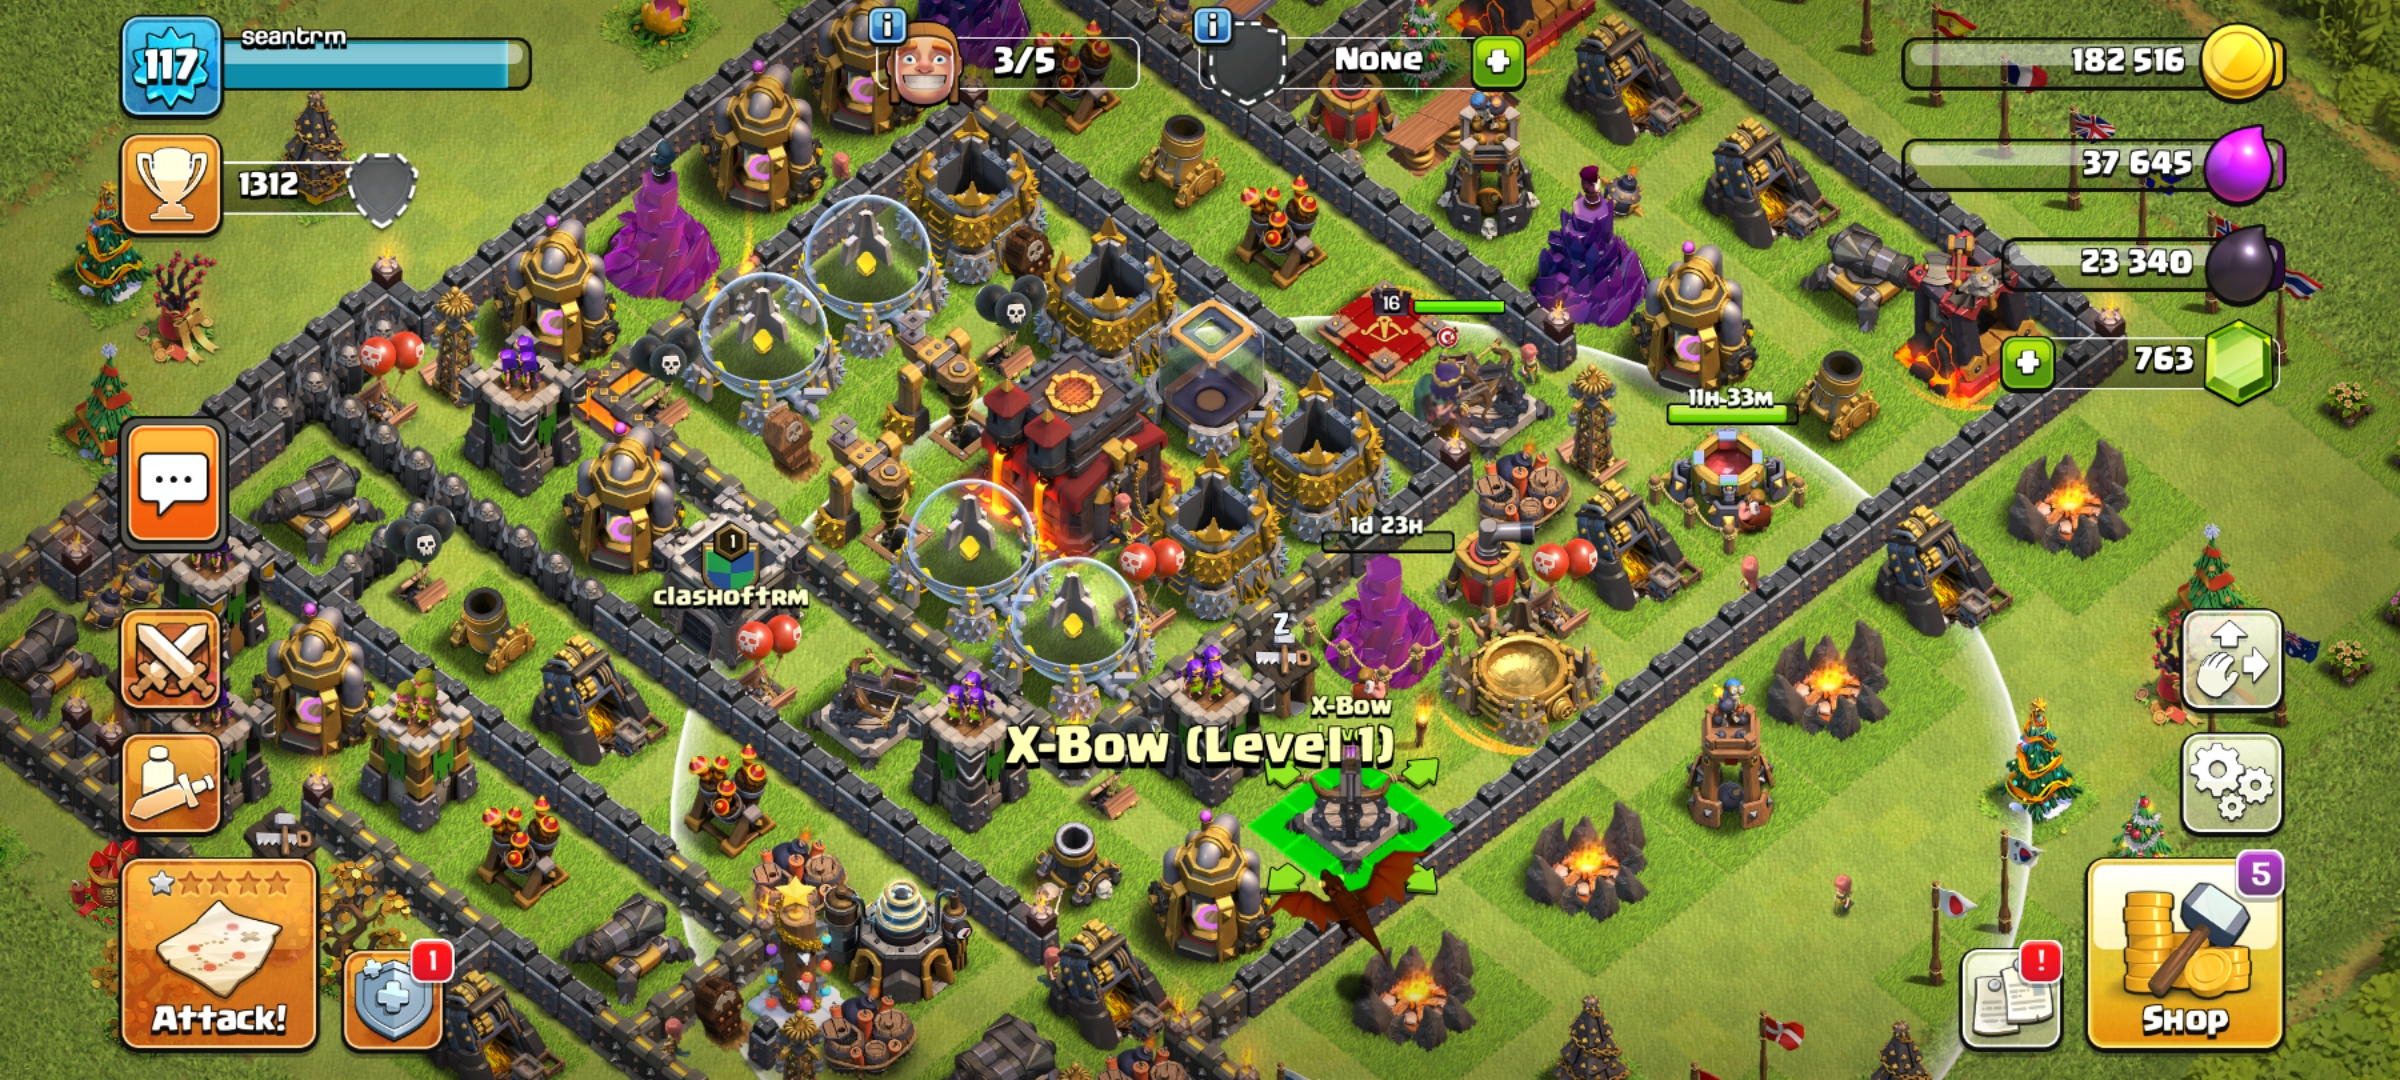 117
seantrm
3/5
None
182 516
1312
37 645
23 340
16
763
11H 33M
1d 23H
1
clashoftrm
Z
X-Bow
X-Bow (Level 1)
5
1
!
Attack!
Shop